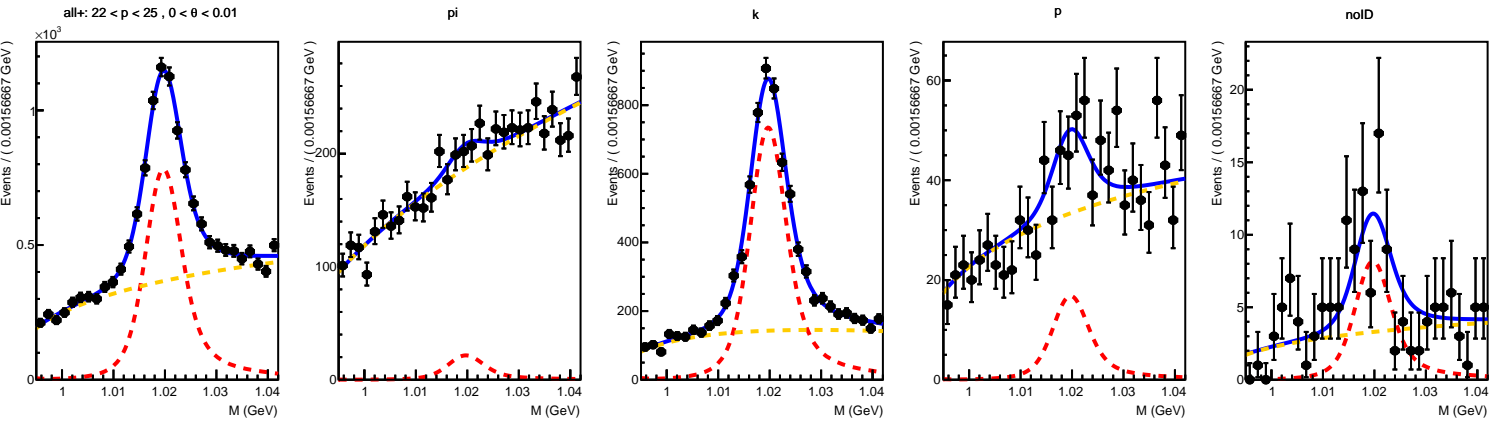 all+: 22 < p < 25 , 0 < θ < 0.01
×10³
Events / ( 0.00156667 GeV )
1
0.5
0
1 1.01 1.02 1.03 1.04
M (GeV)
pi
Events / ( 0.00156667 GeV )
200
100
0
1 1.01 1.02 1.03 1.04
M (GeV)
k
Events / ( 0.00156667 GeV )
800
600
400
200
0
1 1.01 1.02 1.03 1.04
M (GeV)
p
Events / ( 0.00156667 GeV )
60
40
20
0
1 1.01 1.02 1.03 1.04
M (GeV)
noID
Events / ( 0.00156667 GeV )
20
15
10
5
0
1 1.01 1.02 1.03 1.04
M (GeV)